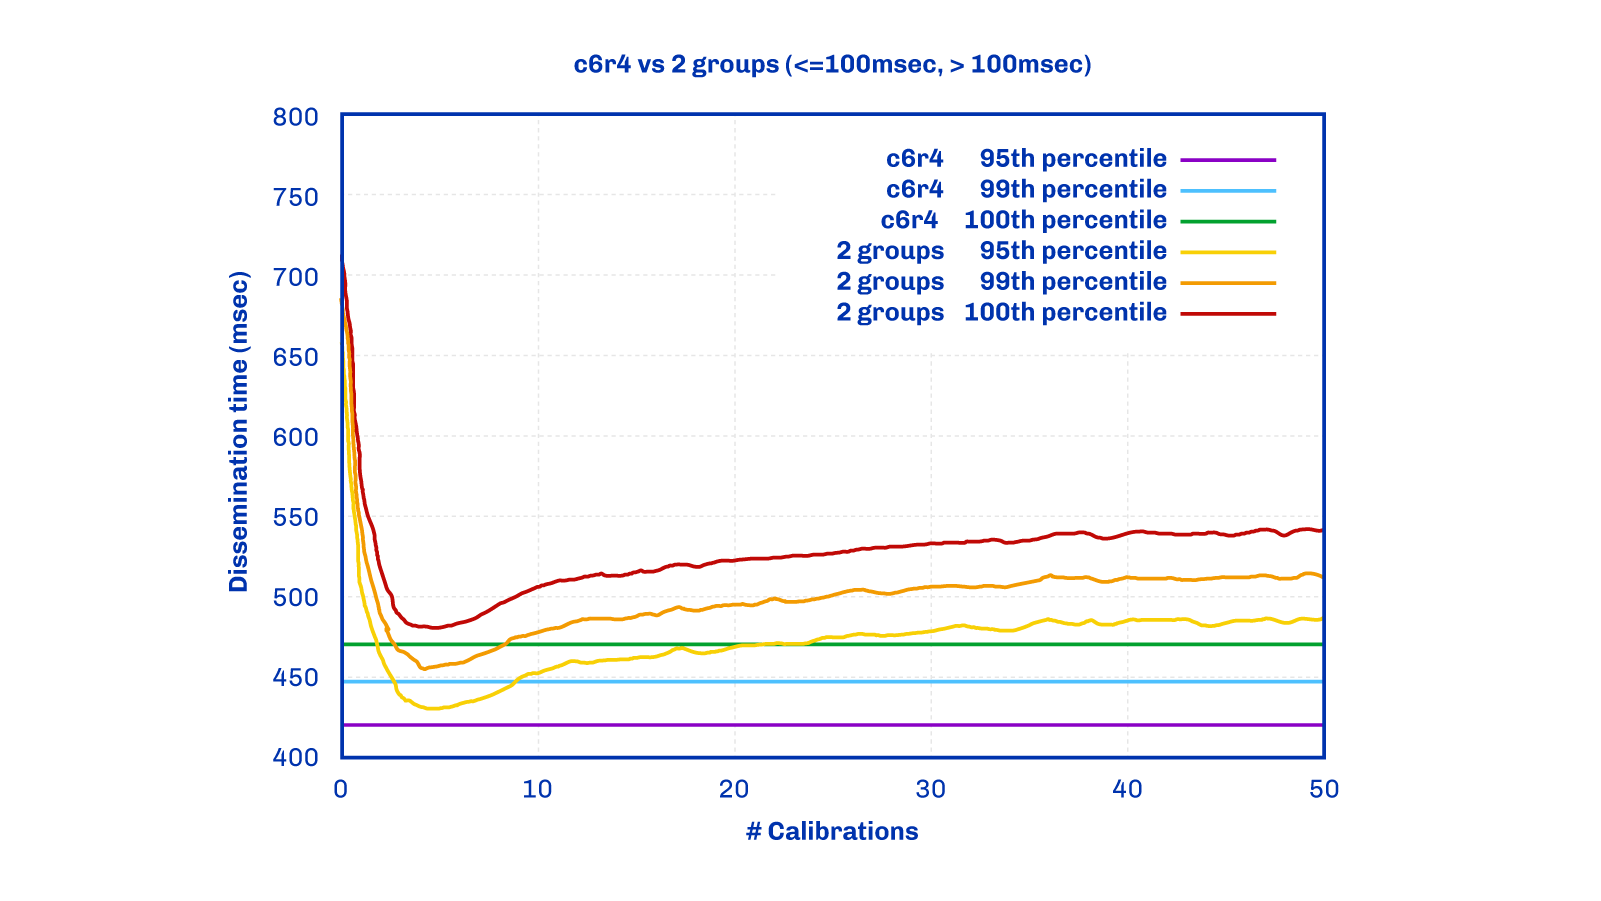 c6r4 vs 2 groups (<=100msec, > 100msec)
800
750
700
650
600
550
500
450
400
Dissemination time (msec)
c6r4 95th percentile
c6r4 99th percentile
c6r4 100th percentile
2 groups 95th percentile
2 groups 99th percentile
2 groups 100th percentile
0 10 20 30 40 50
# Calibrations